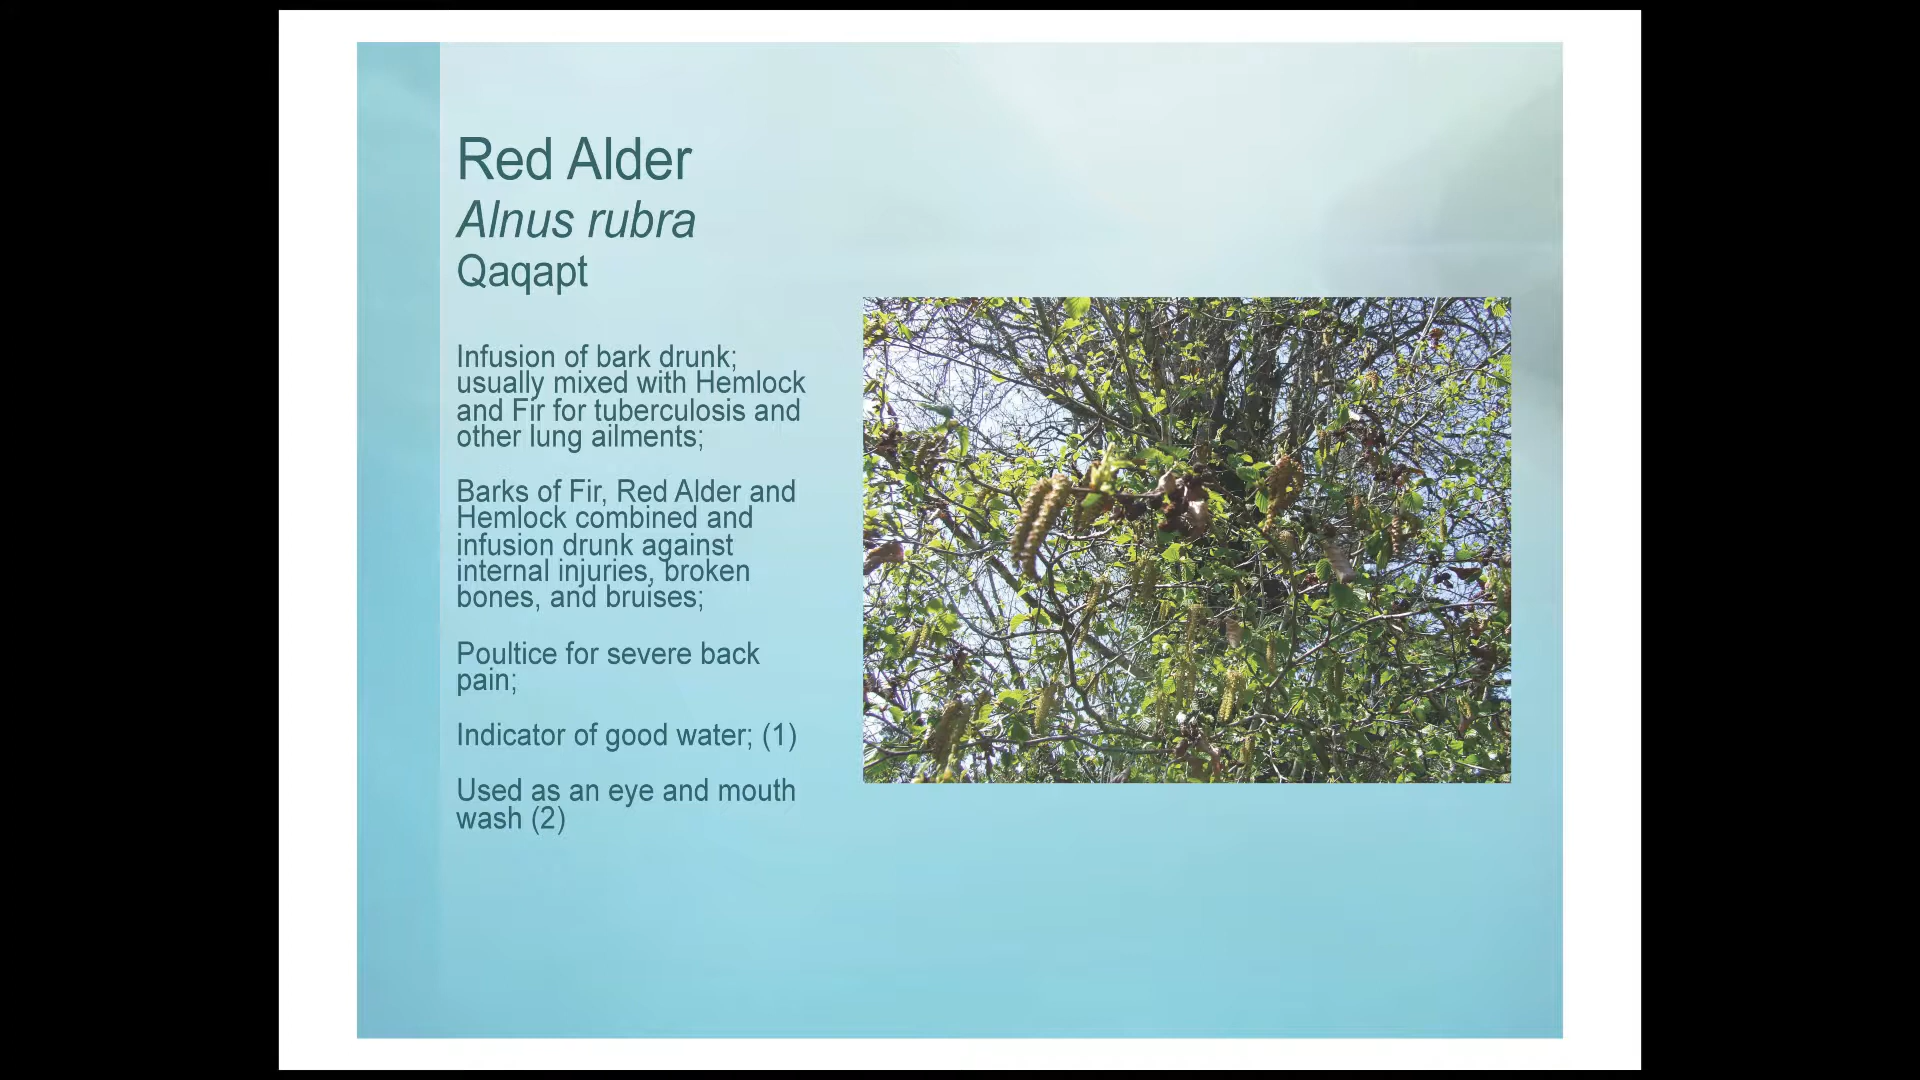 Red Alder
Alnus rubra
Qaqapt
Infusion of bark drunk;
usually mixed with Hemlock
and Fir for tuberculosis and
other lung ailments;
Barks of Fir, Red Alder and
Hemlock combined and
infusion drunk against
internal injuries, broken
bones, and bruises;
Poultice for severe back
pain;
Indicator of good water; (1)
Used as an eye and mouth
wash (2)